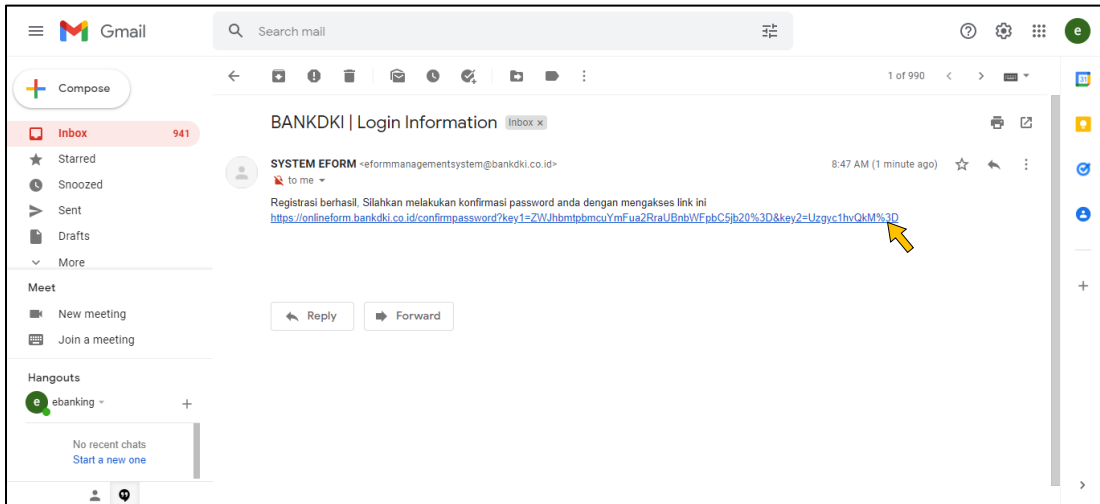 Gmail
Search mail
e
Compose
1 of 990
31
Inbox 941
Starred
Snoozed
Sent
Drafts
More
Meet
New meeting
Join a meeting
Hangouts
e ebanking
No recent chats
Start a new one
BANKDKI | Login Information Inbox x
SYSTEM EFORM <eformmanagementsystem@bankdki.co.id> 8:47 AM (1 minute ago)
to me
Registrasi berhasil, Silahkan melakukan konfirmasi password anda dengan mengakses link ini
https://onlineform.bankdki.co.id/confirmpassword?key1=ZWJhbmtpbmcuYmFua2RraUBnbWFpbC5jb20%3D&key2=Uzgyc1hvQkM%3D
Reply
Forward